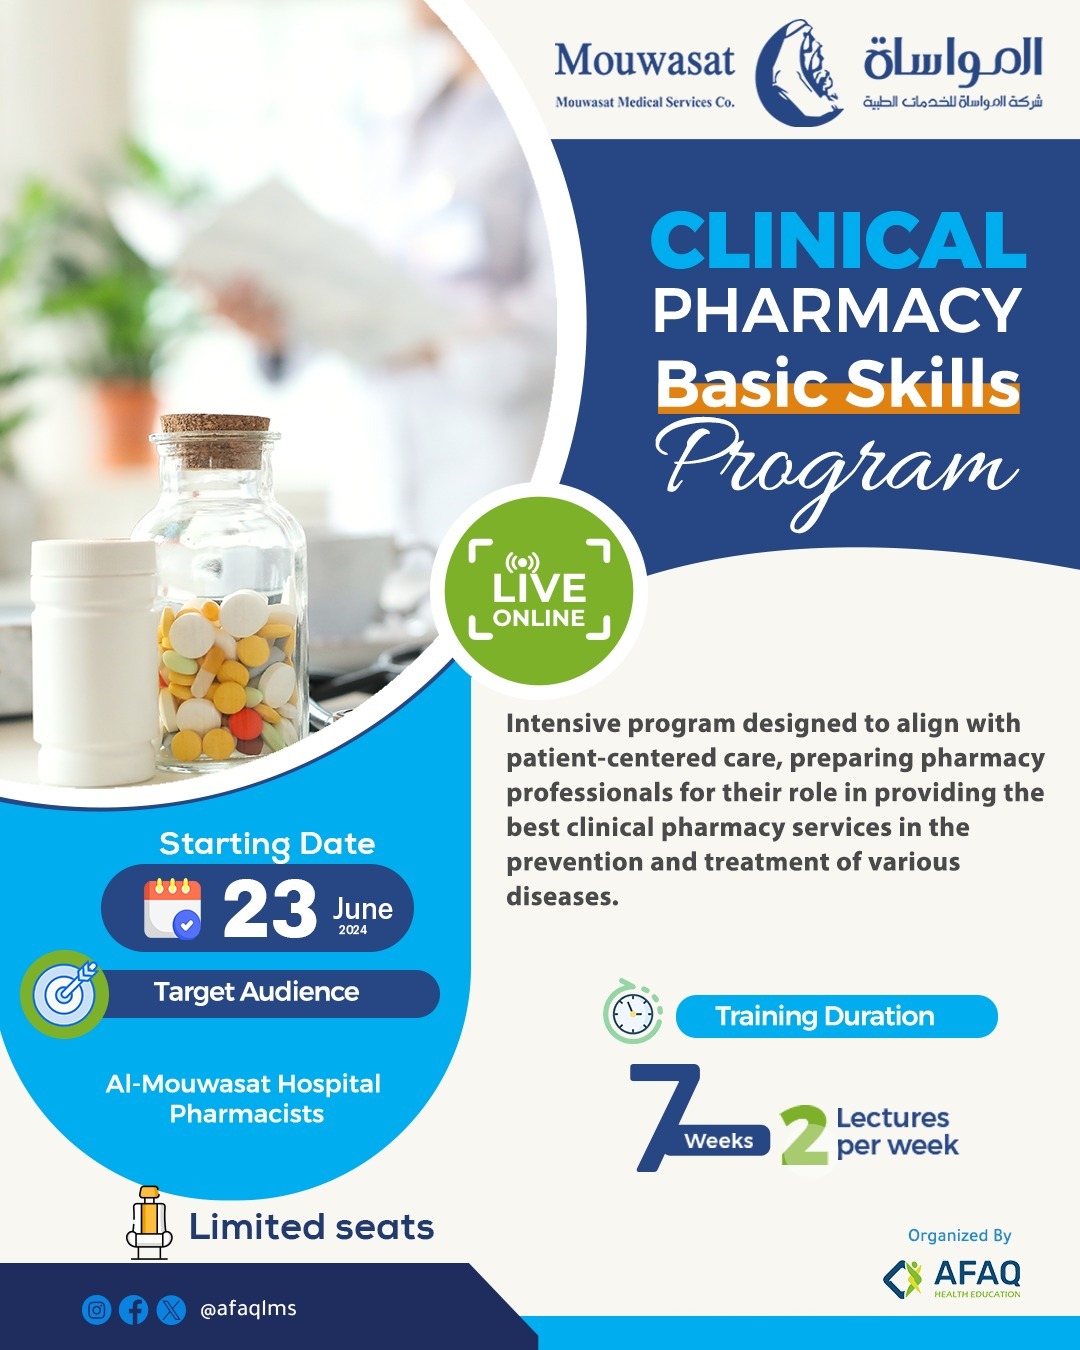 Mouwasat
Mouwasat Medical Services Co.
المواساة
شركة المواساة للخدمات الطبية
CLINICAL
PHARMACY
Basic Skills
Program
LIVE
ONLINE
Intensive program designed to align with
patient-centered care, preparing pharmacy
professionals for their role in providing the
best clinical pharmacy services in the
prevention and treatment of various
diseases.
Starting Date
23 June
2024
Target Audience
Al-Mouwasat Hospital
Pharmacists
Limited seats
Training Duration
7 Weeks
2 Lectures
per week
Organized By
AFAQ
HEALTH EDUCATION
@afaqlms